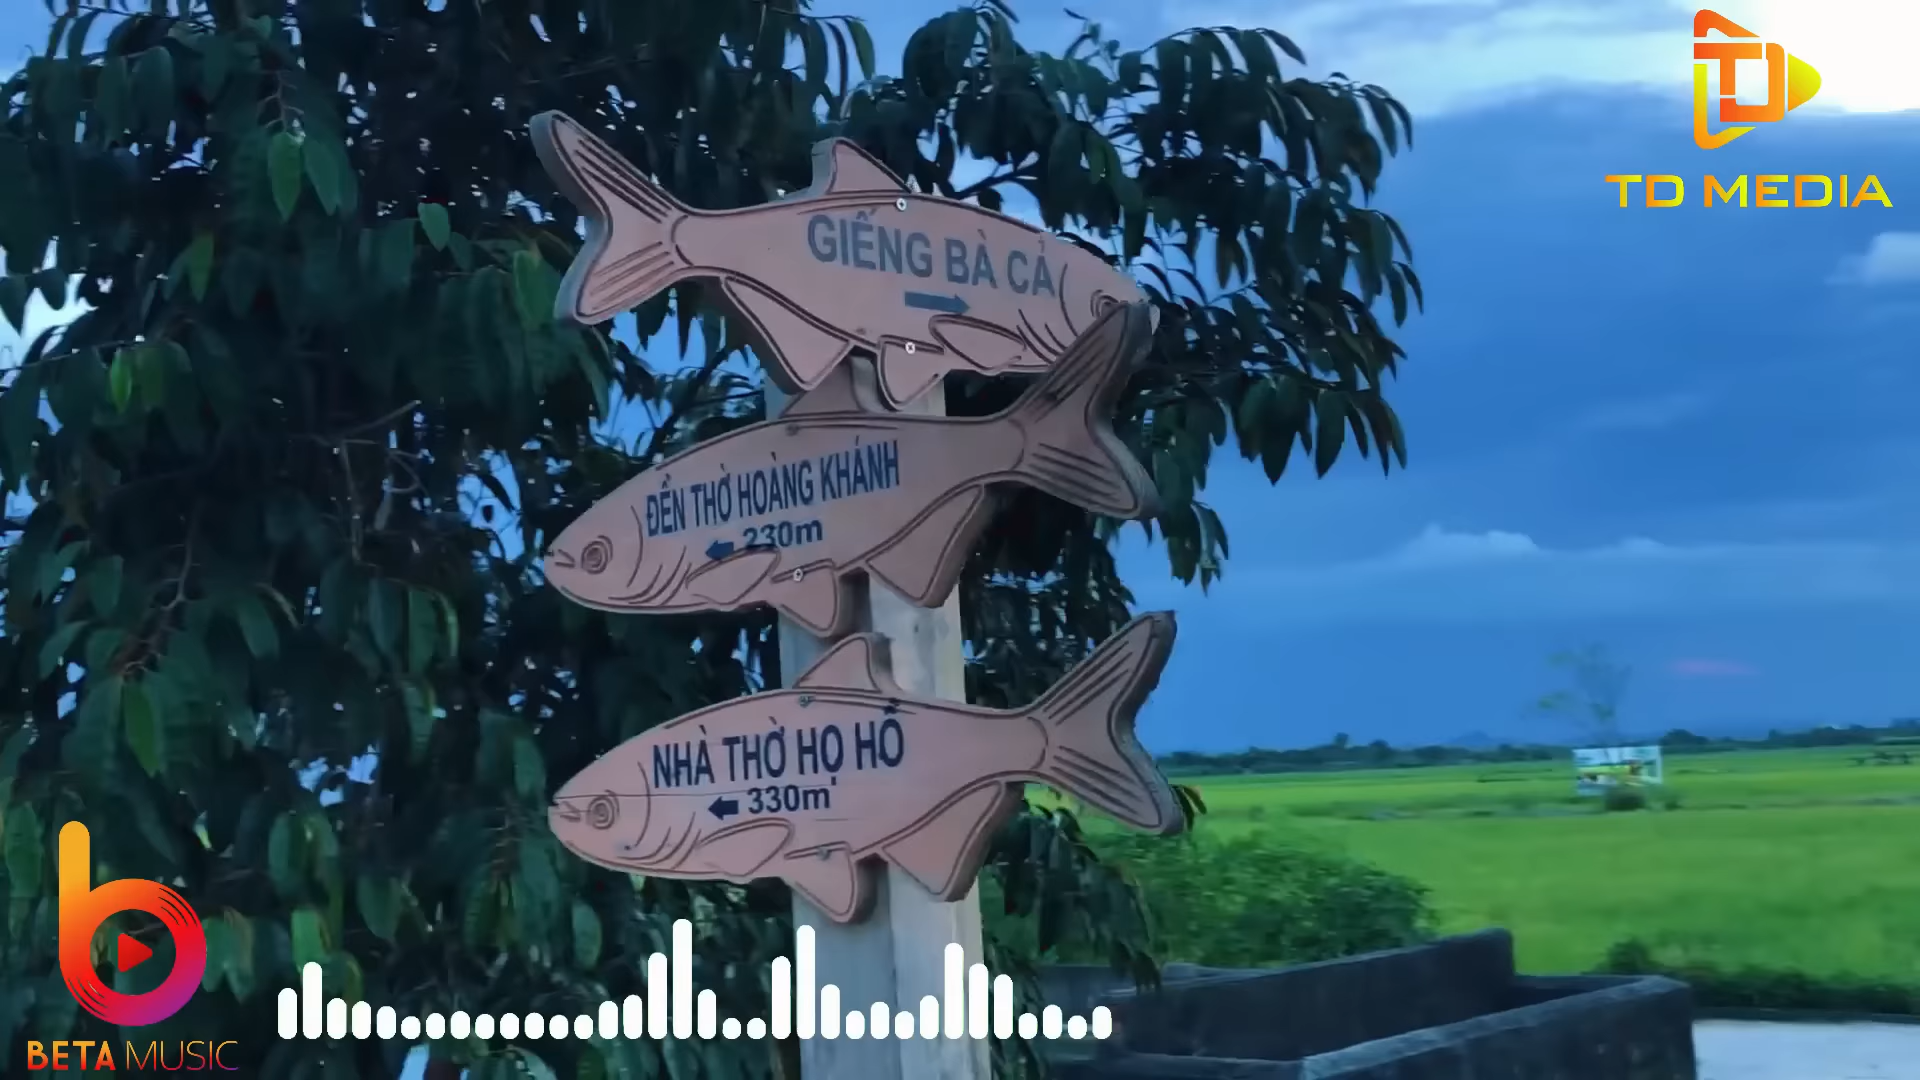 TD MEDIA
GIẾNG BÀ CẢ
ĐỀN THỜ HOÀNG KHÁNH
230m
NHÀ THỜ HỌ HỒ
330m
BETA MUSIC